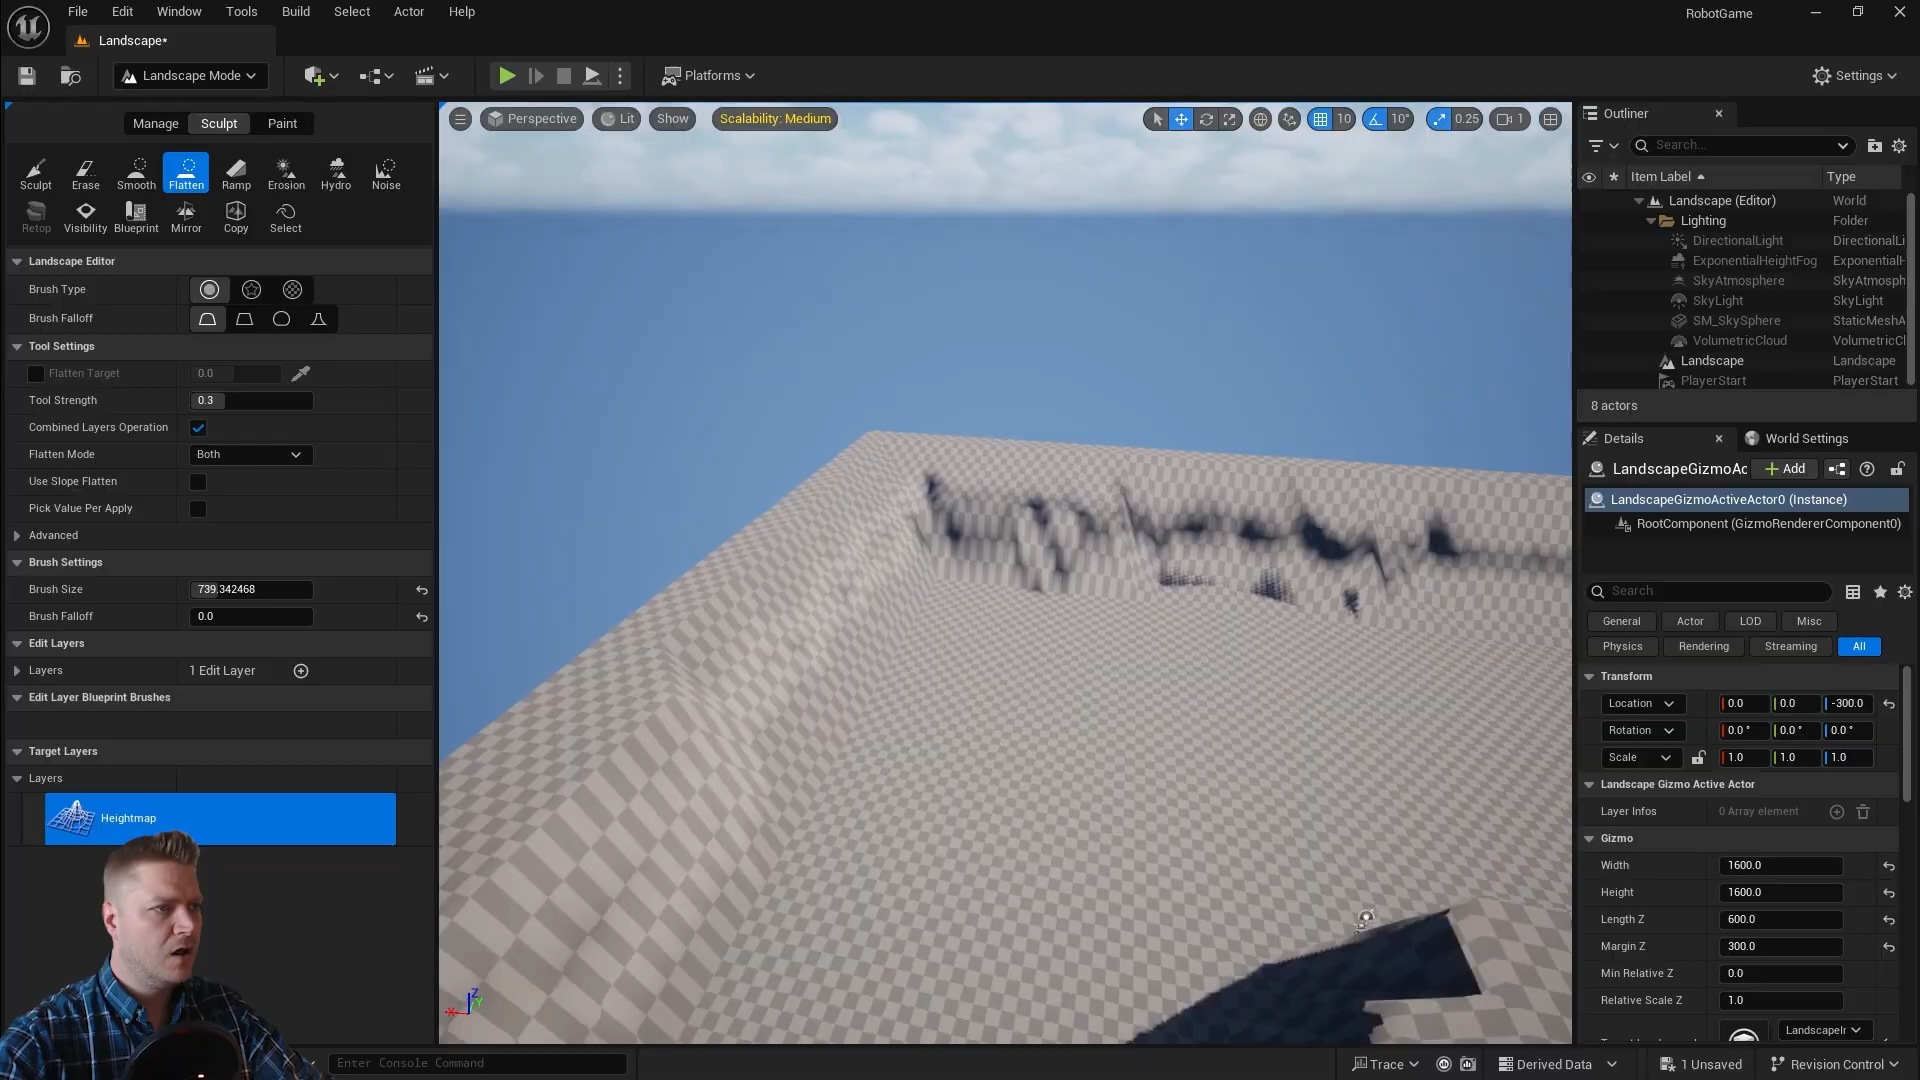 File Edit Window Tools Build Select Actor Help
RobotGame
Landscape*
Landscape Mode
Platforms
Settings
Manage Sculpt Paint
Sculpt Erase Smooth Flatten Ramp Erosion Hydro Noise
Retop Visibility Blueprint Mirror Copy Select
Landscape Editor
Brush Type
Brush Falloff
Tool Settings
Flatten Target 0.0
Tool Strength 0.3
Combined Layers Operation
Flatten Mode Both
Use Slope Flatten
Pick Value Per Apply
Advanced
Brush Settings
Brush Size 739.342468
Brush Falloff 0.0
Edit Layers
Layers 1 Edit Layer
Edit Layer Blueprint Brushes
Target Layers
Layers
Heightmap
Perspective Lit Show Scalability: Medium
10 10° 0.25 1
Z
Y
X
Outliner
Search...
Item Label Type
Landscape (Editor) World
Lighting Folder
DirectionalLight DirectionalLi
ExponentialHeightFog ExponentialH
SkyAtmosphere SkyAtmosph
SkyLight SkyLight
SM_SkySphere StaticMeshA
VolumetricCloud VolumetricCl
Landscape Landscape
PlayerStart PlayerStart
8 actors
Details World Settings
LandscapeGizmoAc Add
LandscapeGizmoActiveActor0 (Instance)
RootComponent (GizmoRendererComponent0)
Search
General Actor LOD Misc
Physics Rendering Streaming All
Transform
Location 0.0 0.0 -300.0
Rotation 0.0 ° 0.0 ° 0.0 °
Scale 1.0 1.0 1.0
Landscape Gizmo Active Actor
Layer Infos 0 Array element
Gizmo
Width 1600.0
Height 1600.0
Length Z 600.0
Margin Z 300.0
Min Relative Z 0.0
Relative Scale Z 1.0
LandscapeIr
Enter Console Command
Trace Derived Data 1 Unsaved Revision Control